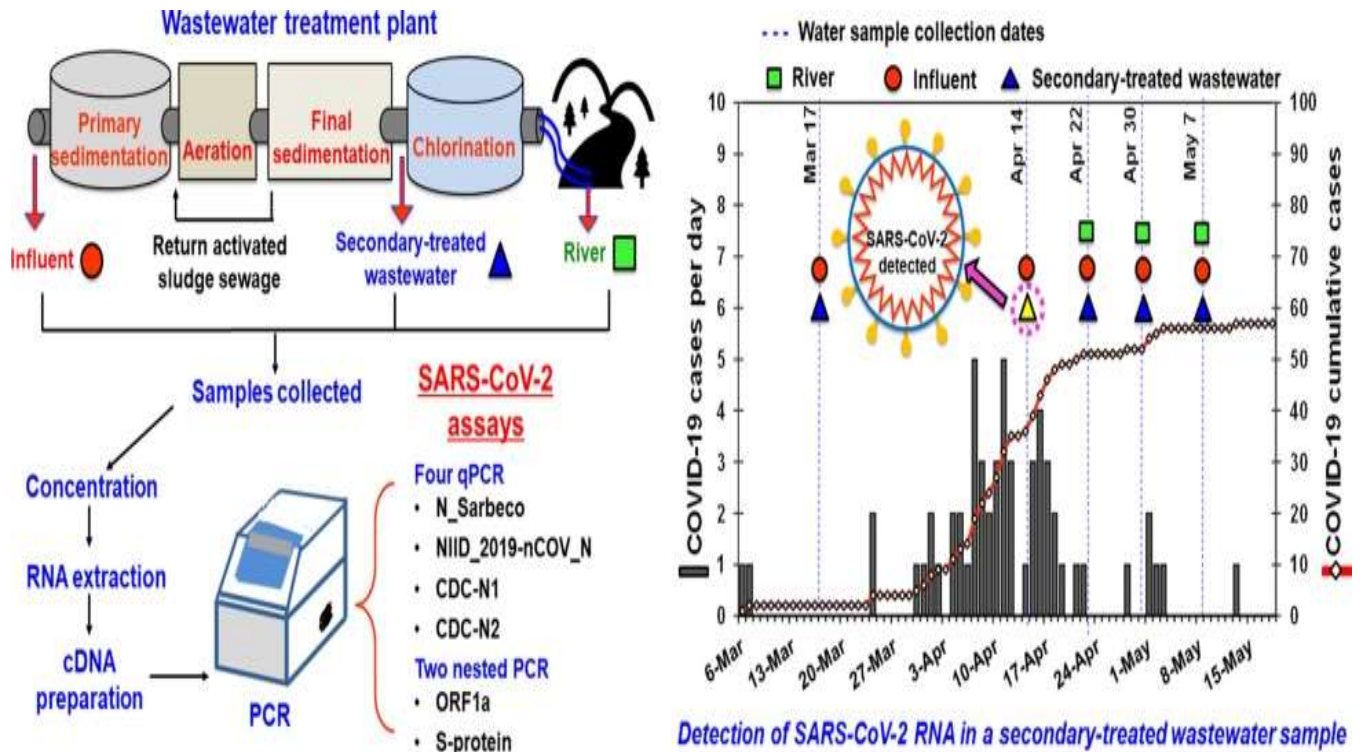 Wastewater treatment plant
Primary
sedimentation
Aeration
Final
sedimentation
Chlorination
Influent
Return activated
sludge sewage
Secondary-treated
wastewater
River
Samples collected
Concentration
RNA extraction
cDNA
preparation
PCR
SARS-CoV-2
assays
Four qPCR
• N_Sarbeco
• NIID_2019-nCOV_N
• CDC-N1
• CDC-N2
Two nested PCR
• ORF1a
• S-protein
Water sample collection dates
River
Influent
Secondary-treated wastewater
COVID-19 cases per day
10
9
8
7
6
5
4
3
2
1
0
Mar 17
Apr 14
Apr 22
Apr 30
May 7
SARS-CoV-2
detected
100
90
80
70
60
50
40
30
20
10
0
COVID-19 cumulative cases
6-Mar
13-Mar
20-Mar
27-Mar
3-Apr
10-Apr
17-Apr
24-Apr
1-May
8-May
15-May
Detection of SARS-CoV-2 RNA in a secondary-treated wastewater sample